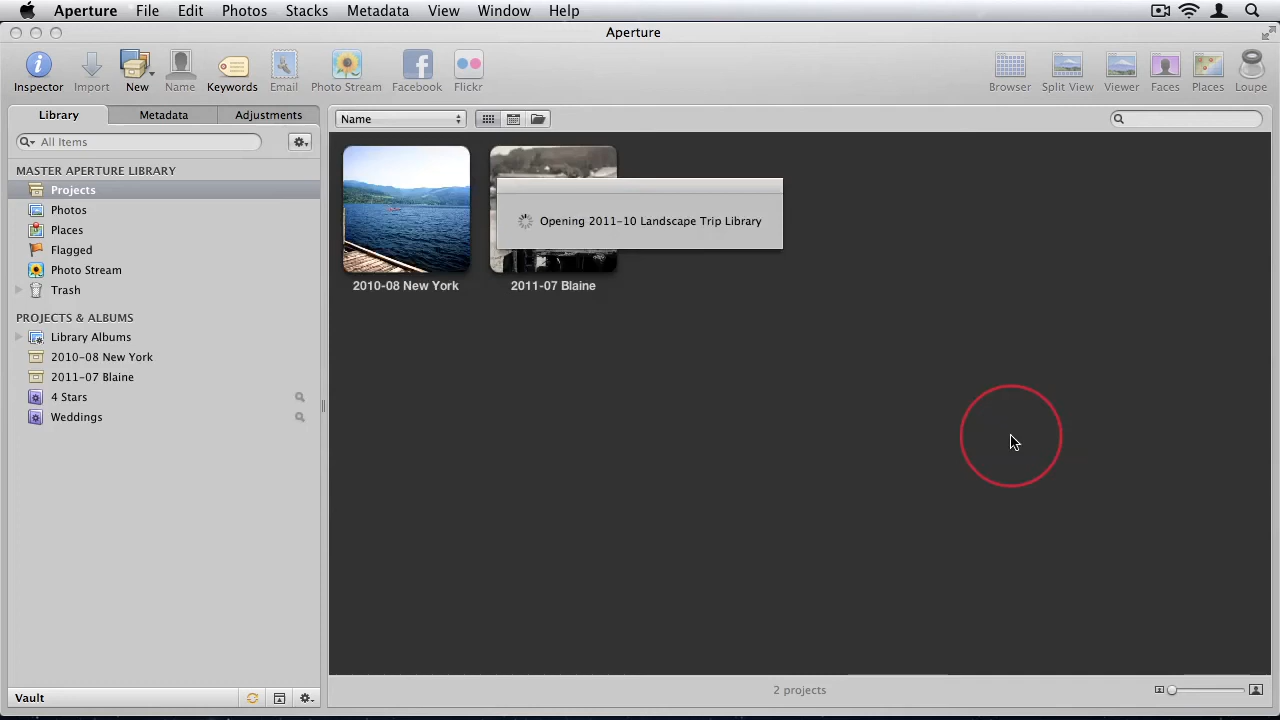 Aperture File Edit Photos Stacks Metadata View Window Help
Aperture
Inspector Import New Name Keywords Email Photo Stream Facebook Flickr Browser Split View Viewer Faces Places Loupe
Library Metadata Adjustments
Name
All Items
MASTER APERTURE LIBRARY
Projects
Photos
Places
Flagged
Photo Stream
Trash
PROJECTS & ALBUMS
Library Albums
2010-08 New York
2011-07 Blaine
4 Stars
Weddings
Opening 2011-10 Landscape Trip Library
2010-08 New York
2011-07 Blaine
Vault
2 projects